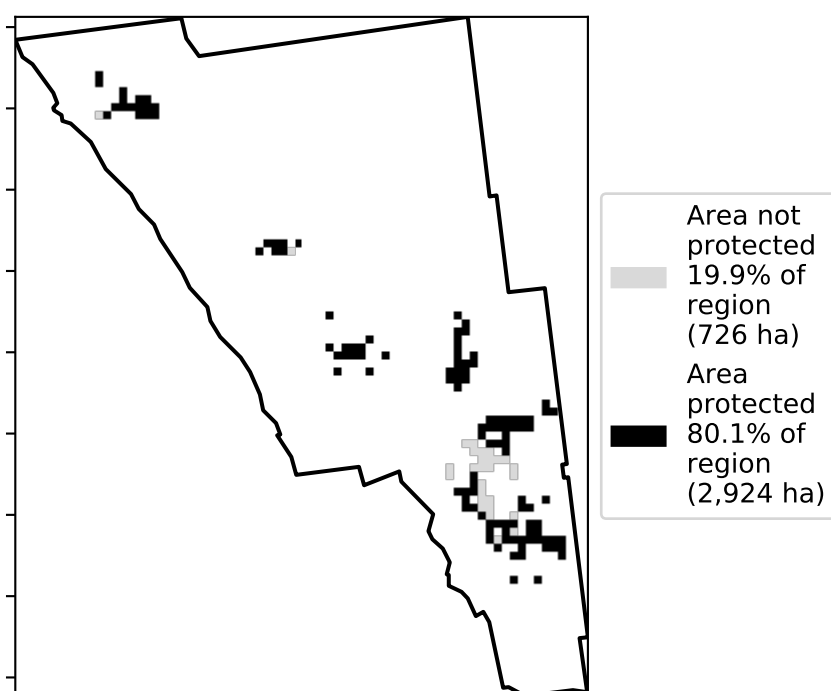 Area not
protected
19.9% of
region
(726 ha)
Area
protected
80.1% of
region
(2,924 ha)